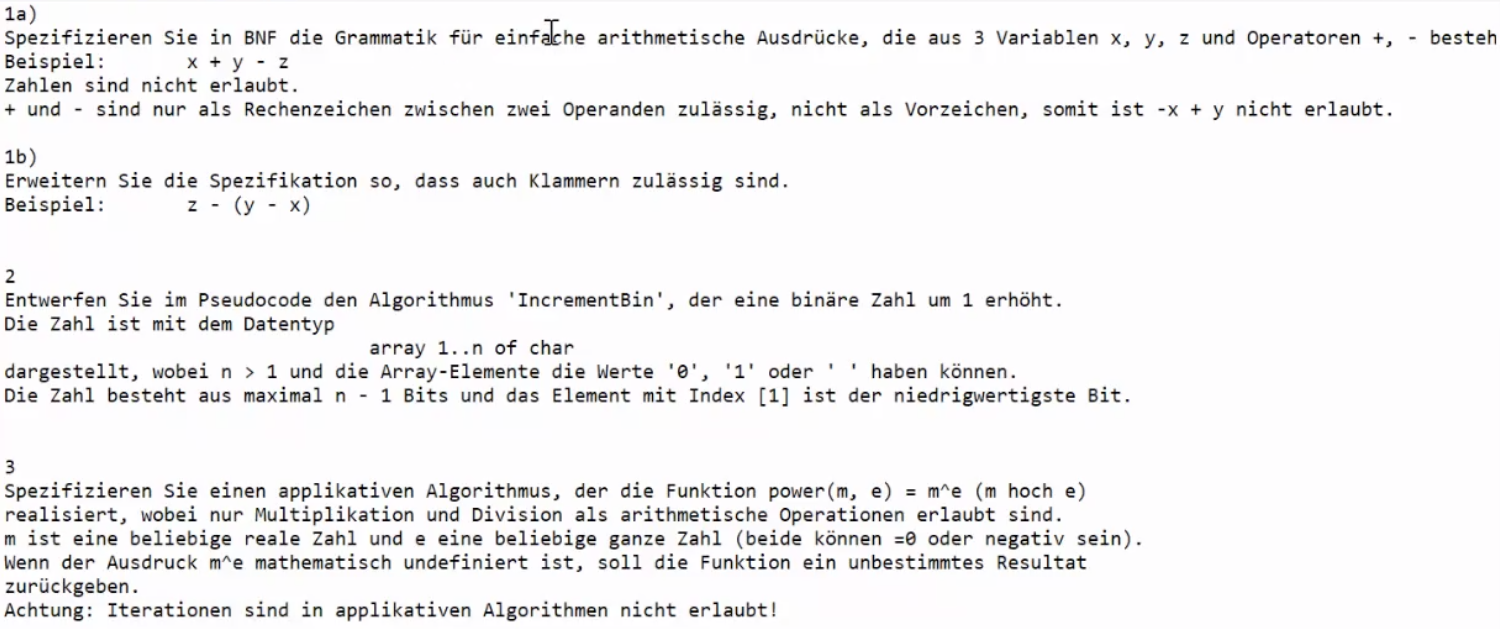 1a)
Spezifizieren Sie in BNF die Grammatik für einfache arithmetische Ausdrücke, die aus 3 Variablen x, y, z und Operatoren +, - besteh
Beispiel: x + y - z
Zahlen sind nicht erlaubt.
+ und - sind nur als Rechenzeichen zwischen zwei Operanden zulässig, nicht als Vorzeichen, somit ist -x + y nicht erlaubt.
1b)
Erweitern Sie die Spezifikation so, dass auch Klammern zulässig sind.
Beispiel: z - (y - x)
2
Entwerfen Sie im Pseudocode den Algorithmus 'IncrementBin', der eine binäre Zahl um 1 erhöht.
Die Zahl ist mit dem Datentyp
array 1..n of char
dargestellt, wobei n > 1 und die Array-Elemente die Werte '0', '1' oder ' ' haben können.
Die Zahl besteht aus maximal n - 1 Bits und das Element mit Index [1] ist der niedrigwertigste Bit.
3
Spezifizieren Sie einen applikativen Algorithmus, der die Funktion power(m, e) = m^e (m hoch e)
realisiert, wobei nur Multiplikation und Division als arithmetische Operationen erlaubt sind.
m ist eine beliebige reale Zahl und e eine beliebige ganze Zahl (beide können =0 oder negativ sein).
Wenn der Ausdruck m^e mathematisch undefiniert ist, soll die Funktion ein unbestimmtes Resultat
zurückgeben.
Achtung: Iterationen sind in applikativen Algorithmen nicht erlaubt!